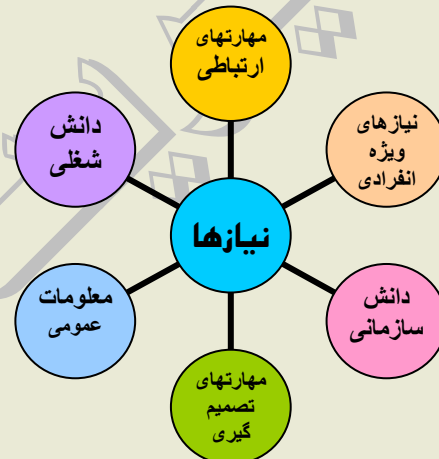 مهارتهای
ارتباطی
نیازهای
ویژه
انفرادی
دانش
سازمانی
مهارتهای
تصمیم
گیری
معلومات
عمومی
دانش
شغلی
نیازها